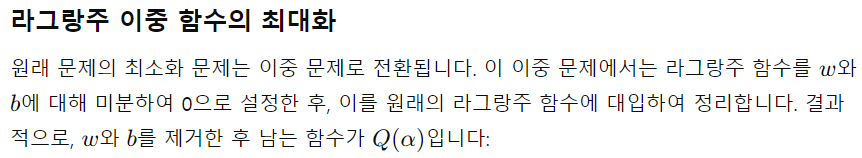 라그랑주 이중 함수의 최대화
원래 문제의 최소화 문제는 이중 문제로 전환됩니다. 이 이중 문제에서는 라그랑주 함수를 w와
b에 대해 미분하여 0으로 설정한 후, 이를 원래의 라그랑주 함수에 대입하여 정리합니다. 결과
적으로, w와 b를 제거한 후 남는 함수가 Q(α)입니다: